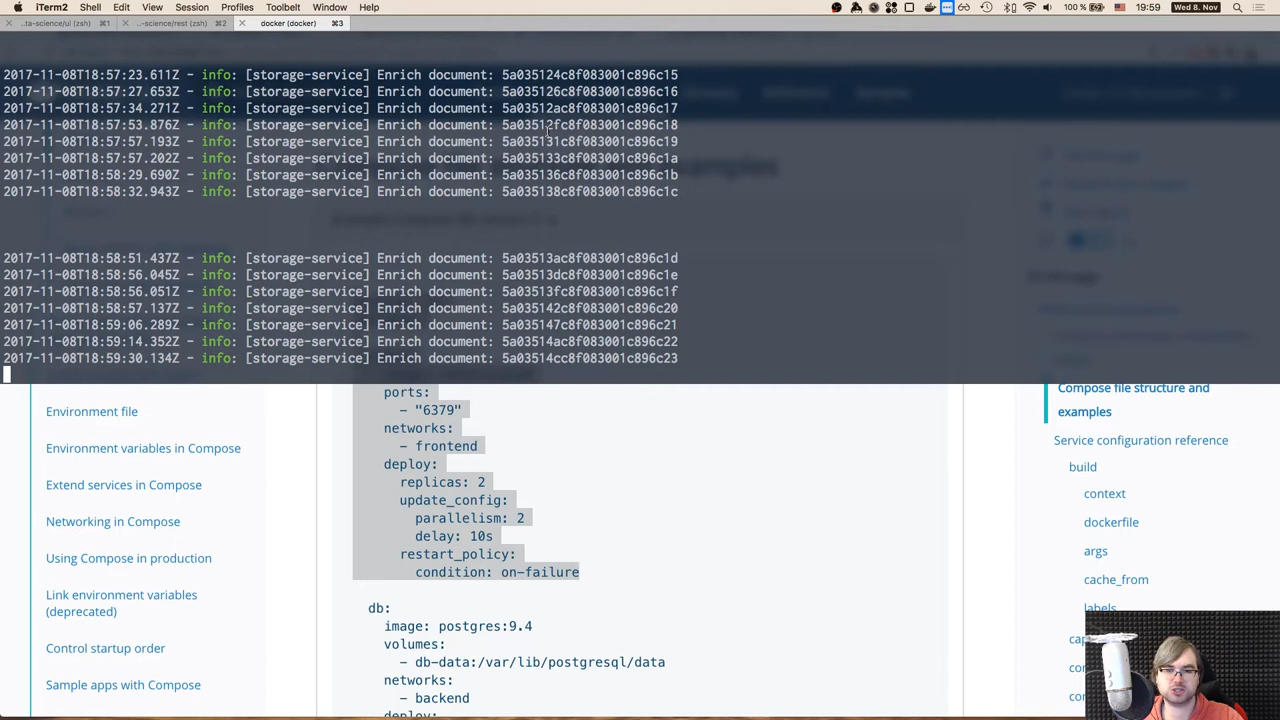 iTerm2 Shell Edit View Session Profiles Toolbelt Window Help 100 % US Wed 8. Nov 19:59
..ta-science/ui (zsh) ⌘1 ..-science/rest (zsh) ⌘2 docker (docker) ⌘3
2017-11-08T18:57:23.611Z - info: [storage-service] Enrich document: 5a035124c8f083001c896c15
2017-11-08T18:57:27.653Z - info: [storage-service] Enrich document: 5a035126c8f083001c896c16
2017-11-08T18:57:34.271Z - info: [storage-service] Enrich document: 5a03512ac8f083001c896c17
2017-11-08T18:57:53.876Z - info: [storage-service] Enrich document: 5a03512fc8f083001c896c18
2017-11-08T18:57:57.193Z - info: [storage-service] Enrich document: 5a035131c8f083001c896c19
2017-11-08T18:57:57.202Z - info: [storage-service] Enrich document: 5a035133c8f083001c896c1a
2017-11-08T18:58:29.690Z - info: [storage-service] Enrich document: 5a035136c8f083001c896c1b
2017-11-08T18:58:32.943Z - info: [storage-service] Enrich document: 5a035138c8f083001c896c1c
2017-11-08T18:58:51.437Z - info: [storage-service] Enrich document: 5a03513ac8f083001c896c1d
2017-11-08T18:58:56.045Z - info: [storage-service] Enrich document: 5a03513dc8f083001c896c1e
2017-11-08T18:58:56.051Z - info: [storage-service] Enrich document: 5a03513fc8f083001c896c1f
2017-11-08T18:58:57.137Z - info: [storage-service] Enrich document: 5a035142c8f083001c896c20
2017-11-08T18:59:06.289Z - info: [storage-service] Enrich document: 5a035147c8f083001c896c21
2017-11-08T18:59:14.352Z - info: [storage-service] Enrich document: 5a03514ac8f083001c896c22
2017-11-08T18:59:30.134Z - info: [storage-service] Enrich document: 5a03514cc8f083001c896c23
Environment file
Environment variables in Compose
Extend services in Compose
Networking in Compose
Using Compose in production
Link environment variables
(deprecated)
Control startup order
Sample apps with Compose
ports:
- "6379"
networks:
- frontend
deploy:
replicas: 2
update_config:
parallelism: 2
delay: 10s
restart_policy:
condition: on-failure
db:
image: postgres:9.4
volumes:
- db-data:/var/lib/postgresql/data
networks:
- backend
deploy:
Compose file structure and
examples
Service configuration reference
build
context
dockerfile
args
cache_from
labels